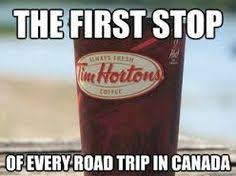 THE FIRST STOP
ALWAYS FRESH
Tim Hortons
COFFEE
OF EVERY ROAD TRIP IN CANADA